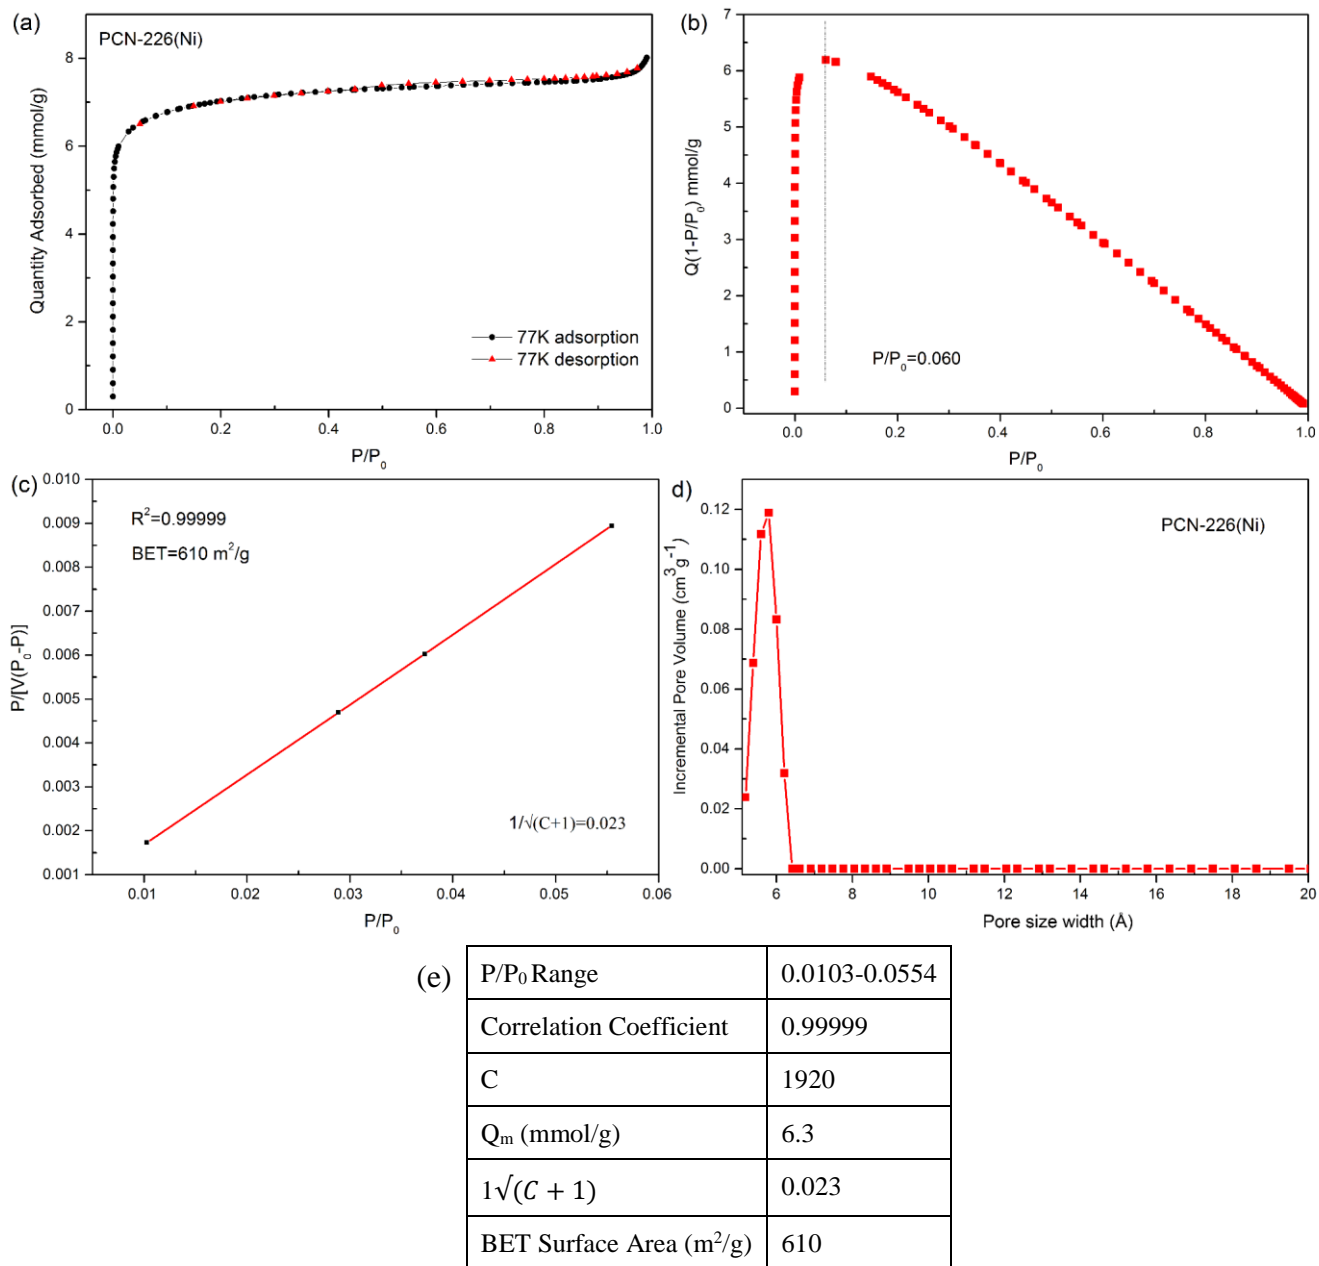 (a)
PCN-226(Ni)
Quantity Adsorbed (mmol/g)
8
6
4
2
0
77K adsorption
77K desorption
0.0 0.2 0.4 0.6 0.8 1.0
P/P₀
(b)
Q(1-P/P₀) mmol/g
7
6
5
4
3
2
1
0
P/P₀=0.060
0.0 0.2 0.4 0.6 0.8 1.0
P/P₀
(c)
P/[V(P₀-P)]
0.010
0.009
0.008
0.007
0.006
0.005
0.004
0.003
0.002
0.001
R²=0.99999
BET=610 m²/g
1/√(C+1)=0.023
0.01 0.02 0.03 0.04 0.05 0.06
P/P₀
d)
Incremental Pore Volume (cm³g⁻¹)
0.12
0.10
0.08
0.06
0.04
0.02
0.00
PCN-226(Ni)
6 8 10 12 14 16 18 20
Pore size width (Å)
(e)
P/P₀ Range 0.0103-0.0554
Correlation Coefficient 0.99999
C 1920
Qₘ (mmol/g) 6.3
1√(C + 1) 0.023
BET Surface Area (m²/g) 610